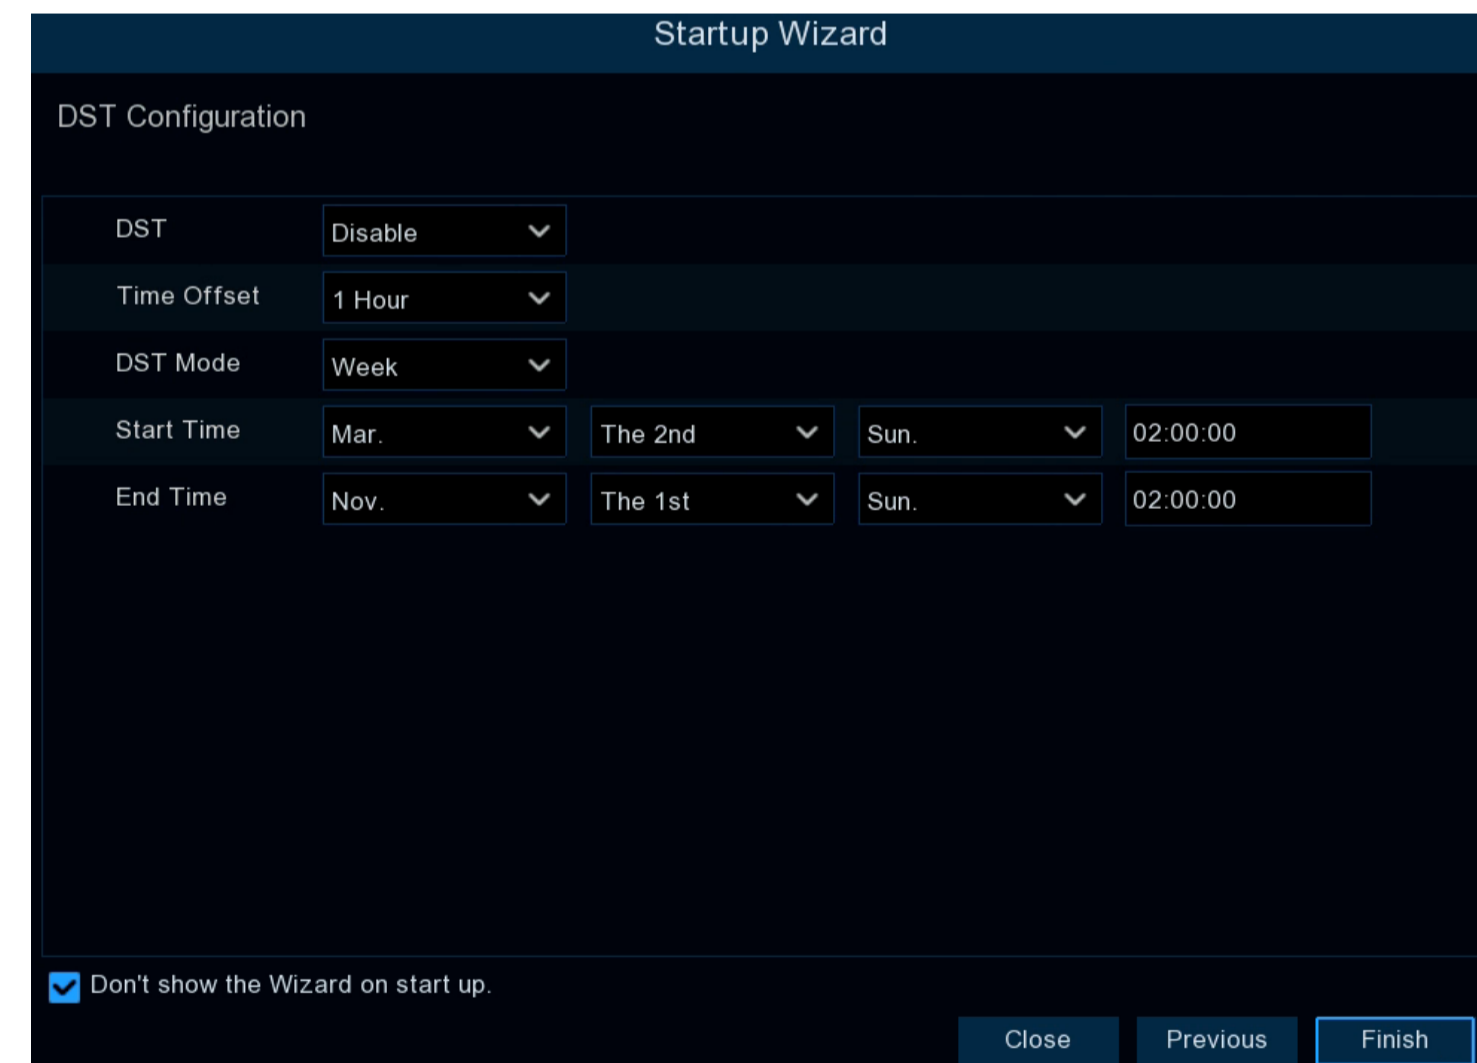 Startup Wizard
DST Configuration
DST Disable
Time Offset 1 Hour
DST Mode Week
Start Time Mar. The 2nd Sun. 02:00:00
End Time Nov. The 1st Sun. 02:00:00
Don't show the Wizard on start up.
Close Previous Finish